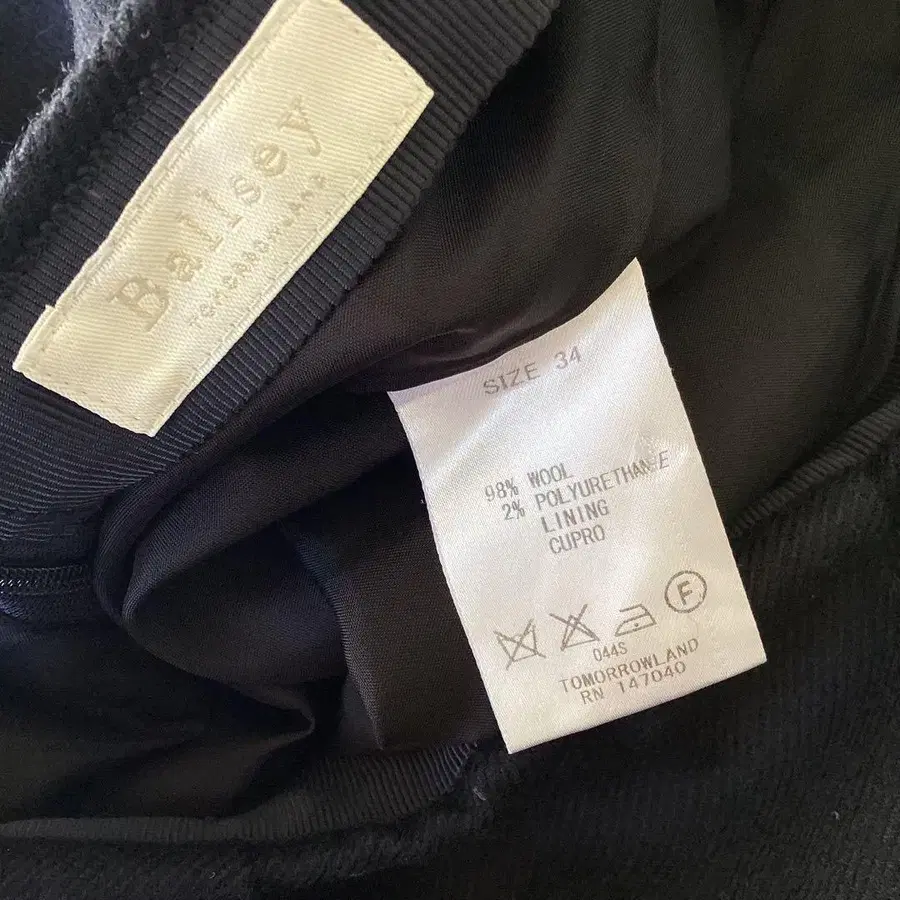 Ballsey
TOMORROWLAND
SIZE 34
98% WOOL
2% POLYURETHANE
LINING
CUPRO
F
044S
TOMORROWLAND
RN 147040